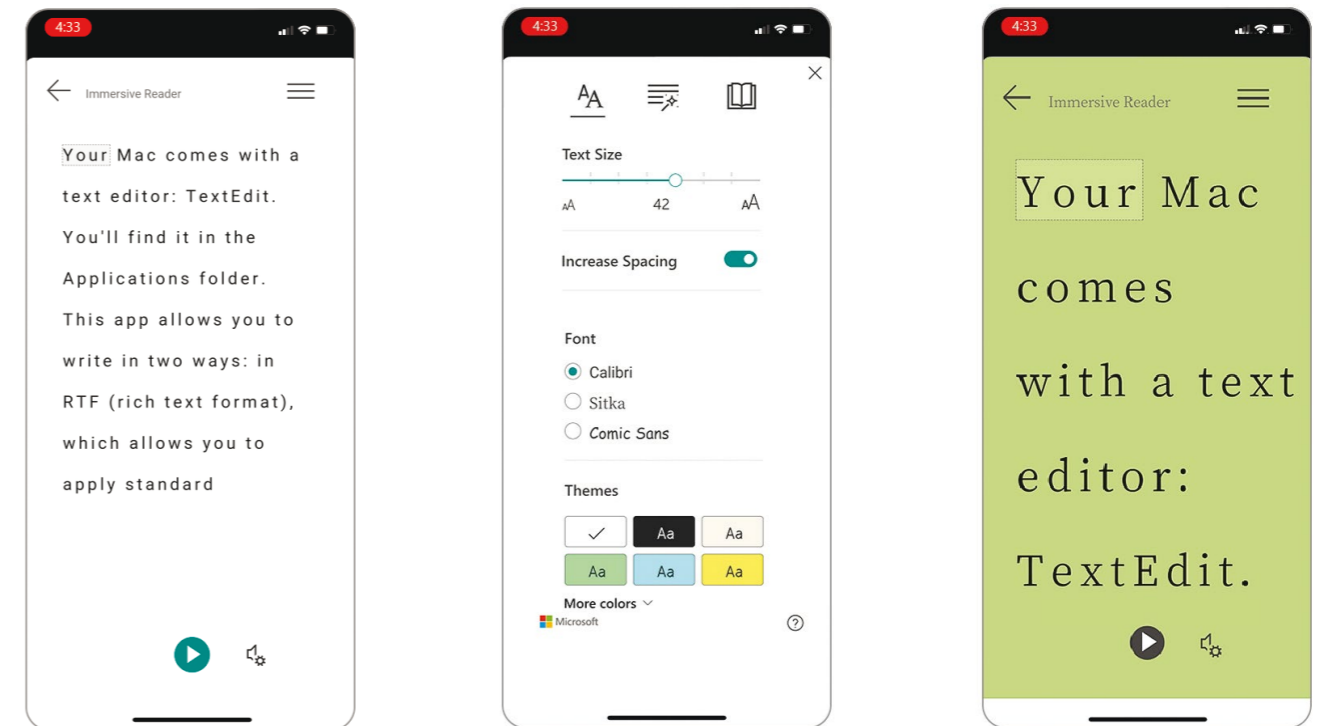 4:33
Immersive Reader
Your Mac comes with a
text editor: TextEdit.
You'll find it in the
Applications folder.
This app allows you to
write in two ways: in
RTF (rich text format),
which allows you to
apply standard
4:33
AA
Text Size
AA 42 AA
Increase Spacing
Font
Calibri
Sitka
Comic Sans
Themes
Aa Aa
Aa Aa Aa
More colors
Microsoft
4:33
Immersive Reader
Your Mac
comes
with a text
editor:
TextEdit.